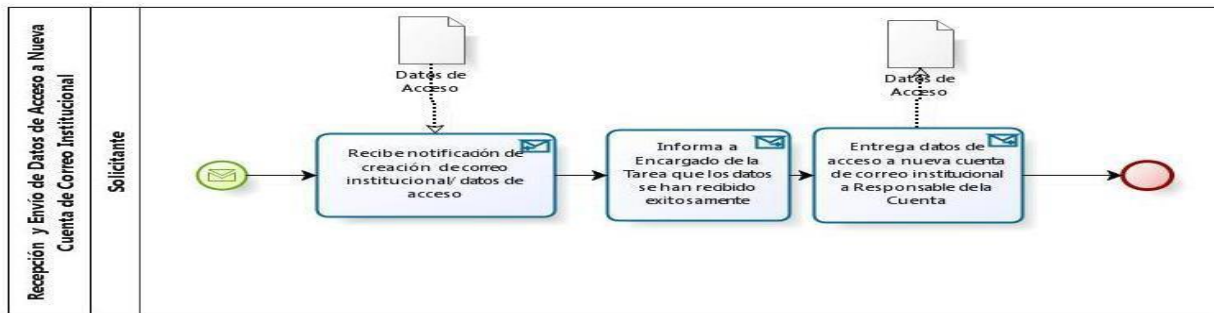 Recepción y Envío de Datos de Acceso a Nueva
Cuenta de Correo Institucional
Solicitante
Datos de
Acceso
Recibe notificación de
creación de correo
institucional/ datos de
acceso
Informa a
Encargado de la
Tarea que los datos
se han recibido
exitosamente
Datos de
Acceso
Entrega datos de
acceso a nueva cuenta
de correo institucional
a Responsable de la
Cuenta